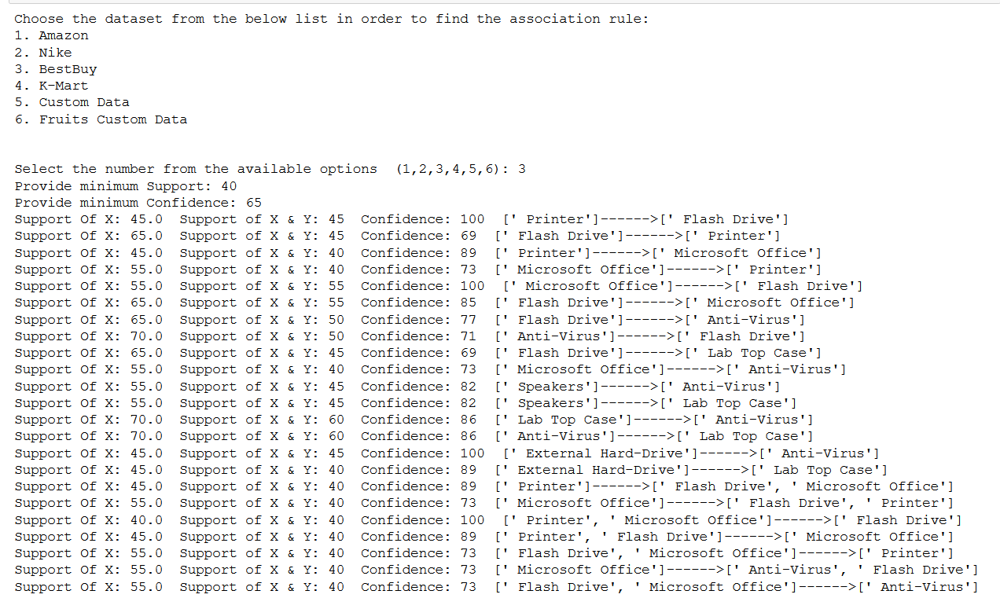 Choose the dataset from the below list in order to find the association rule:
1. Amazon
2. Nike
3. BestBuy
4. K-Mart
5. Custom Data
6. Fruits Custom Data
Select the number from the available options  (1,2,3,4,5,6): 3
Provide minimum Support: 40
Provide minimum Confidence: 65
Support Of X: 45.0  Support of X & Y: 45  Confidence: 100  [' Printer']------>[' Flash Drive']
Support Of X: 65.0  Support of X & Y: 45  Confidence: 69  [' Flash Drive']------>[' Printer']
Support Of X: 45.0  Support of X & Y: 40  Confidence: 89  [' Printer']------>[' Microsoft Office']
Support Of X: 55.0  Support of X & Y: 40  Confidence: 73  [' Microsoft Office']------>[' Printer']
Support Of X: 55.0  Support of X & Y: 55  Confidence: 100  [' Microsoft Office']------>[' Flash Drive']
Support Of X: 65.0  Support of X & Y: 55  Confidence: 85  [' Flash Drive']------>[' Microsoft Office']
Support Of X: 65.0  Support of X & Y: 50  Confidence: 77  [' Flash Drive']------>[' Anti-Virus']
Support Of X: 70.0  Support of X & Y: 50  Confidence: 71  [' Anti-Virus']------>[' Flash Drive']
Support Of X: 65.0  Support of X & Y: 45  Confidence: 69  [' Flash Drive']------>[' Lab Top Case']
Support Of X: 55.0  Support of X & Y: 40  Confidence: 73  [' Microsoft Office']------>[' Anti-Virus']
Support Of X: 55.0  Support of X & Y: 45  Confidence: 82  [' Speakers']------>[' Anti-Virus']
Support Of X: 55.0  Support of X & Y: 45  Confidence: 82  [' Speakers']------>[' Lab Top Case']
Support Of X: 70.0  Support of X & Y: 60  Confidence: 86  [' Lab Top Case']------>[' Anti-Virus']
Support Of X: 70.0  Support of X & Y: 60  Confidence: 86  [' Anti-Virus']------>[' Lab Top Case']
Support Of X: 45.0  Support of X & Y: 45  Confidence: 100  [' External Hard-Drive']------>[' Anti-Virus']
Support Of X: 45.0  Support of X & Y: 40  Confidence: 89  [' External Hard-Drive']------>[' Lab Top Case']
Support Of X: 45.0  Support of X & Y: 40  Confidence: 89  [' Printer']------>[' Flash Drive', ' Microsoft Office']
Support Of X: 55.0  Support of X & Y: 40  Confidence: 73  [' Microsoft Office']------>[' Flash Drive', ' Printer']
Support Of X: 40.0  Support of X & Y: 40  Confidence: 100  [' Printer', ' Microsoft Office']------>[' Flash Drive']
Support Of X: 45.0  Support of X & Y: 40  Confidence: 89  [' Printer', ' Flash Drive']------>[' Microsoft Office']
Support Of X: 55.0  Support of X & Y: 40  Confidence: 73  [' Flash Drive', ' Microsoft Office']------>[' Printer']
Support Of X: 55.0  Support of X & Y: 40  Confidence: 73  [' Microsoft Office']------>[' Anti-Virus', ' Flash Drive']
Support Of X: 55.0  Support of X & Y: 40  Confidence: 73  [' Flash Drive', ' Microsoft Office']------>[' Anti-Virus']